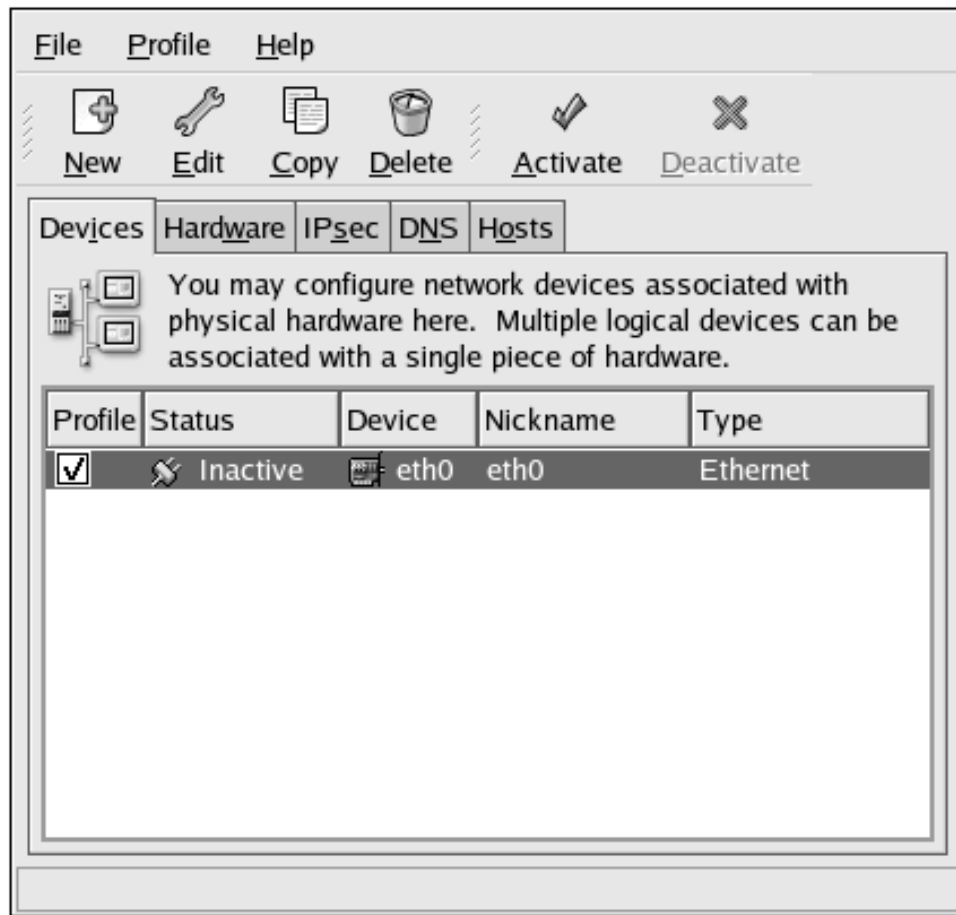 File Profile Help
New Edit Copy Delete Activate Deactivate
Devices Hardware IPsec DNS Hosts
You may configure network devices associated with
physical hardware here. Multiple logical devices can be
associated with a single piece of hardware.
Profile Status Device Nickname Type
Inactive eth0 eth0 Ethernet